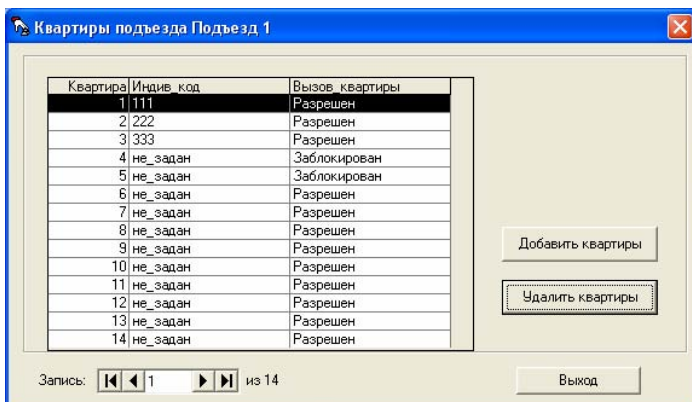 Квартиры подъезда Подъезд 1
Квартира Индив_код Вызов_квартиры
1 111 Разрешен
2 222 Разрешен
3 333 Разрешен
4 не_задан Заблокирован
5 не_задан Заблокирован
6 не_задан Разрешен
7 не_задан Разрешен
8 не_задан Разрешен
9 не_задан Разрешен
10 не_задан Разрешен
11 не_задан Разрешен
12 не_задан Разрешен
13 не_задан Разрешен
14 не_задан Разрешен
Добавить квартиры
Удалить квартиры
Запись: 1 из 14
Выход